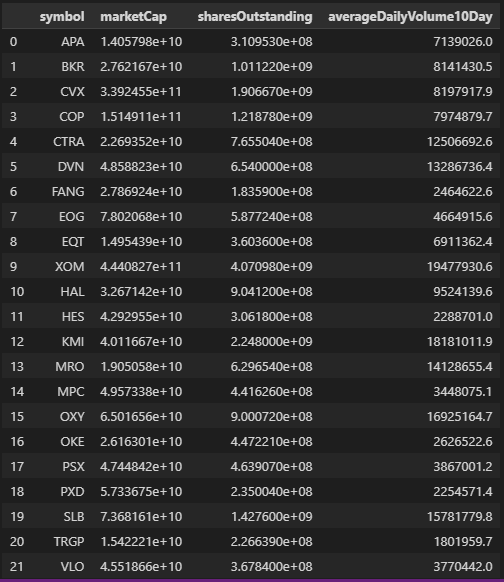 symbol marketCap sharesOutstanding averageDailyVolume10Day
0 APA 1.405798e+10 3.109530e+08 7139026.0
1 BKR 2.762167e+10 1.011220e+09 8141430.5
2 CVX 3.392455e+11 1.906670e+09 8197917.9
3 COP 1.514911e+11 1.218780e+09 7974879.7
4 CTRA 2.269352e+10 7.655040e+08 12506692.6
5 DVN 4.858823e+10 6.540000e+08 13286736.4
6 FANG 2.786924e+10 1.835900e+08 2464622.6
7 EOG 7.802068e+10 5.877240e+08 4664915.6
8 EQT 1.495439e+10 3.603600e+08 6911362.4
9 XOM 4.440827e+11 4.070980e+09 19477930.6
10 HAL 3.267142e+10 9.041200e+08 9524139.6
11 HES 4.292955e+10 3.061800e+08 2288701.0
12 KMI 4.011667e+10 2.248000e+09 18181011.9
13 MRO 1.905058e+10 6.296540e+08 14128655.4
14 MPC 4.957338e+10 4.416260e+08 3448075.1
15 OXY 6.501656e+10 9.000720e+08 16925164.7
16 OKE 2.616301e+10 4.472210e+08 2626522.6
17 PSX 4.744842e+10 4.639070e+08 3867001.2
18 PXD 5.733675e+10 2.350040e+08 2254571.4
19 SLB 7.368161e+10 1.427600e+09 15781779.8
20 TRGP 1.542221e+10 2.266390e+08 1801959.7
21 VLO 4.551866e+10 3.678400e+08 3770442.0